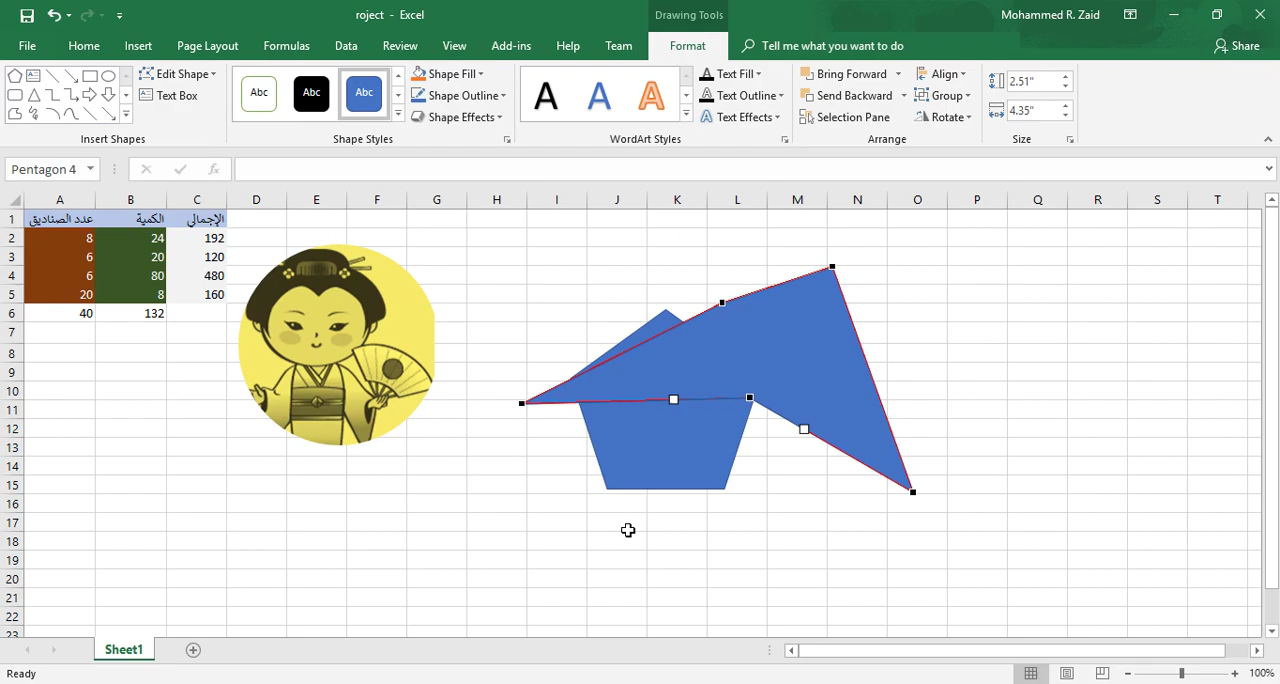 roject - Excel
Drawing Tools
Mohammed R. Zaid
File Home Insert Page Layout Formulas Data Review View Add-ins Help Team Format Tell me what you want to do Share
Edit Shape
Text Box
Insert Shapes
Abc Abc Abc
Shape Fill
Shape Outline
Shape Effects
Shape Styles
A A A
Text Fill
Text Outline
Text Effects
WordArt Styles
Bring Forward
Send Backward
Selection Pane
Align
Group
Rotate
Arrange
2.51"
4.35"
Size
Pentagon 4
fx
A B C D E F G H I J K L M N O P Q R S T
1 عدد الصناديق الكمية الإجمالي
2 8 24 192
3 6 20 120
4 6 80 480
5 20 8 160
6 40 132
7
8
9
10
11
12
13
14
15
16
17
18
19
20
21
22
23
Sheet1
Ready
100%